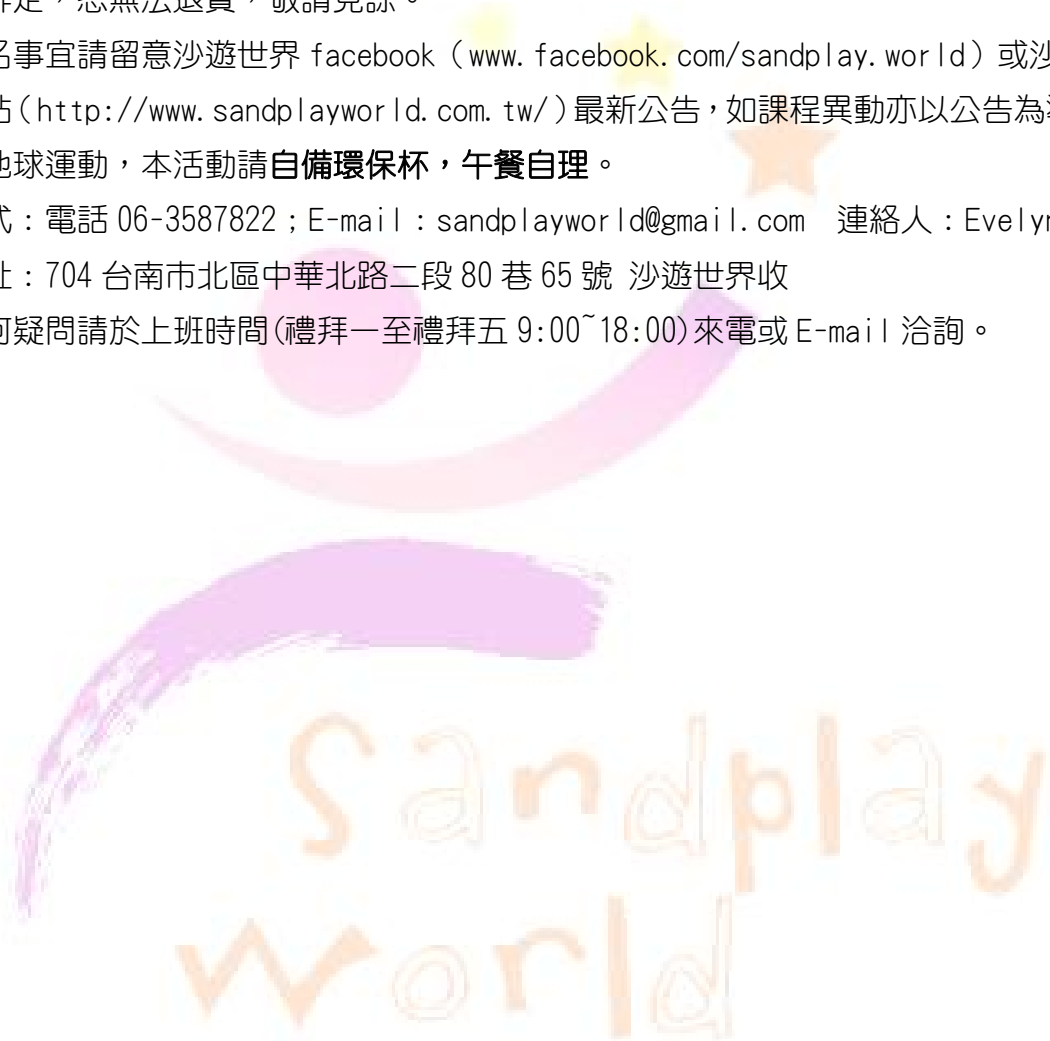 排定，恕無法退費，敬請見諒。
名事宜請留意沙遊世界 facebook（www.facebook.com/sandplay.world）或沙
站（http://www.sandplayworld.com.tw/）最新公告，如課程異動亦以公告為準
地球運動，本活動請自備環保杯，午餐自理。
式：電話 06-3587822；E-mail：sandplayworld@gmail.com 連絡人：Evelyn
址：704 台南市北區中華北路二段 80 巷 65 號 沙遊世界收
何疑問請於上班時間(禮拜一至禮拜五 9:00~18:00)來電或 E-mail 洽詢。
Sandplay
World